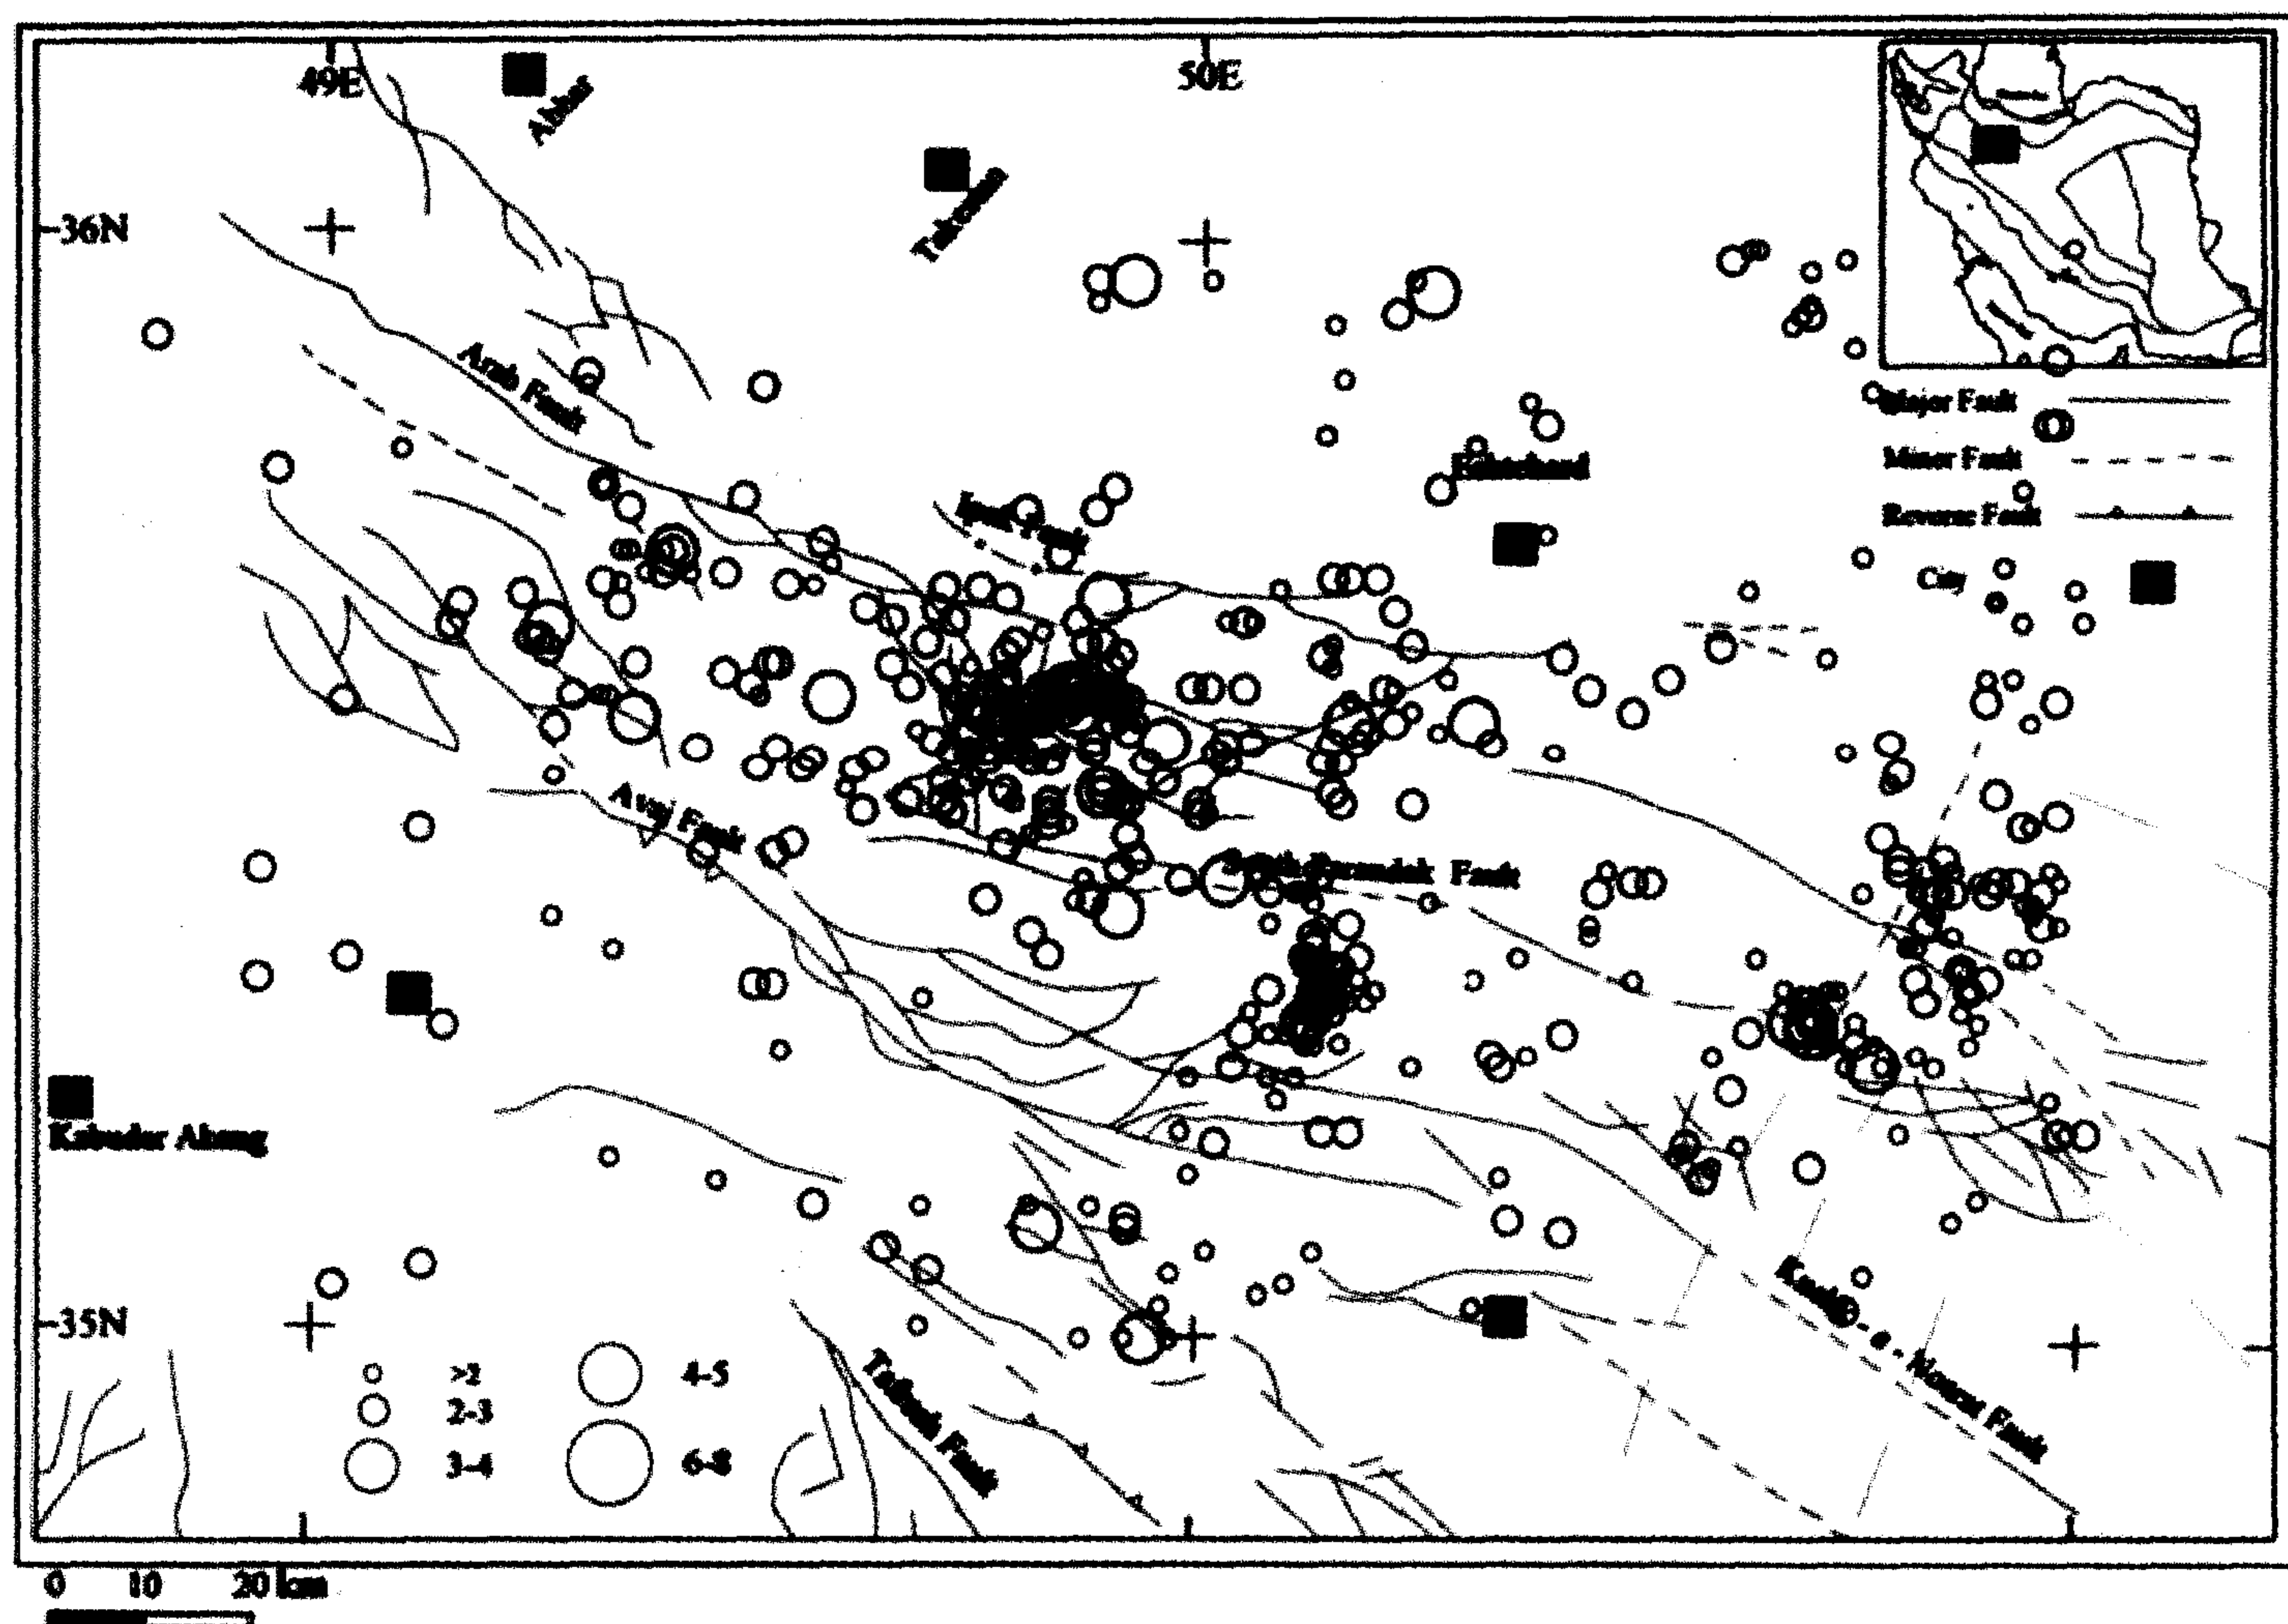 49E
50E
Abhar
Takestan
36N
Arab Fault
Ipak Fault
Eshtehard
Major Fault
Minor Fault
Reverse Fault
City
Avaj Fault
Parandak Fault
Kabudar Ahang
35N
>2
2-3
3-4
4-5
6-8
Tafresh Fault
Kush - e - Nosrat Fault
0 10 20 km